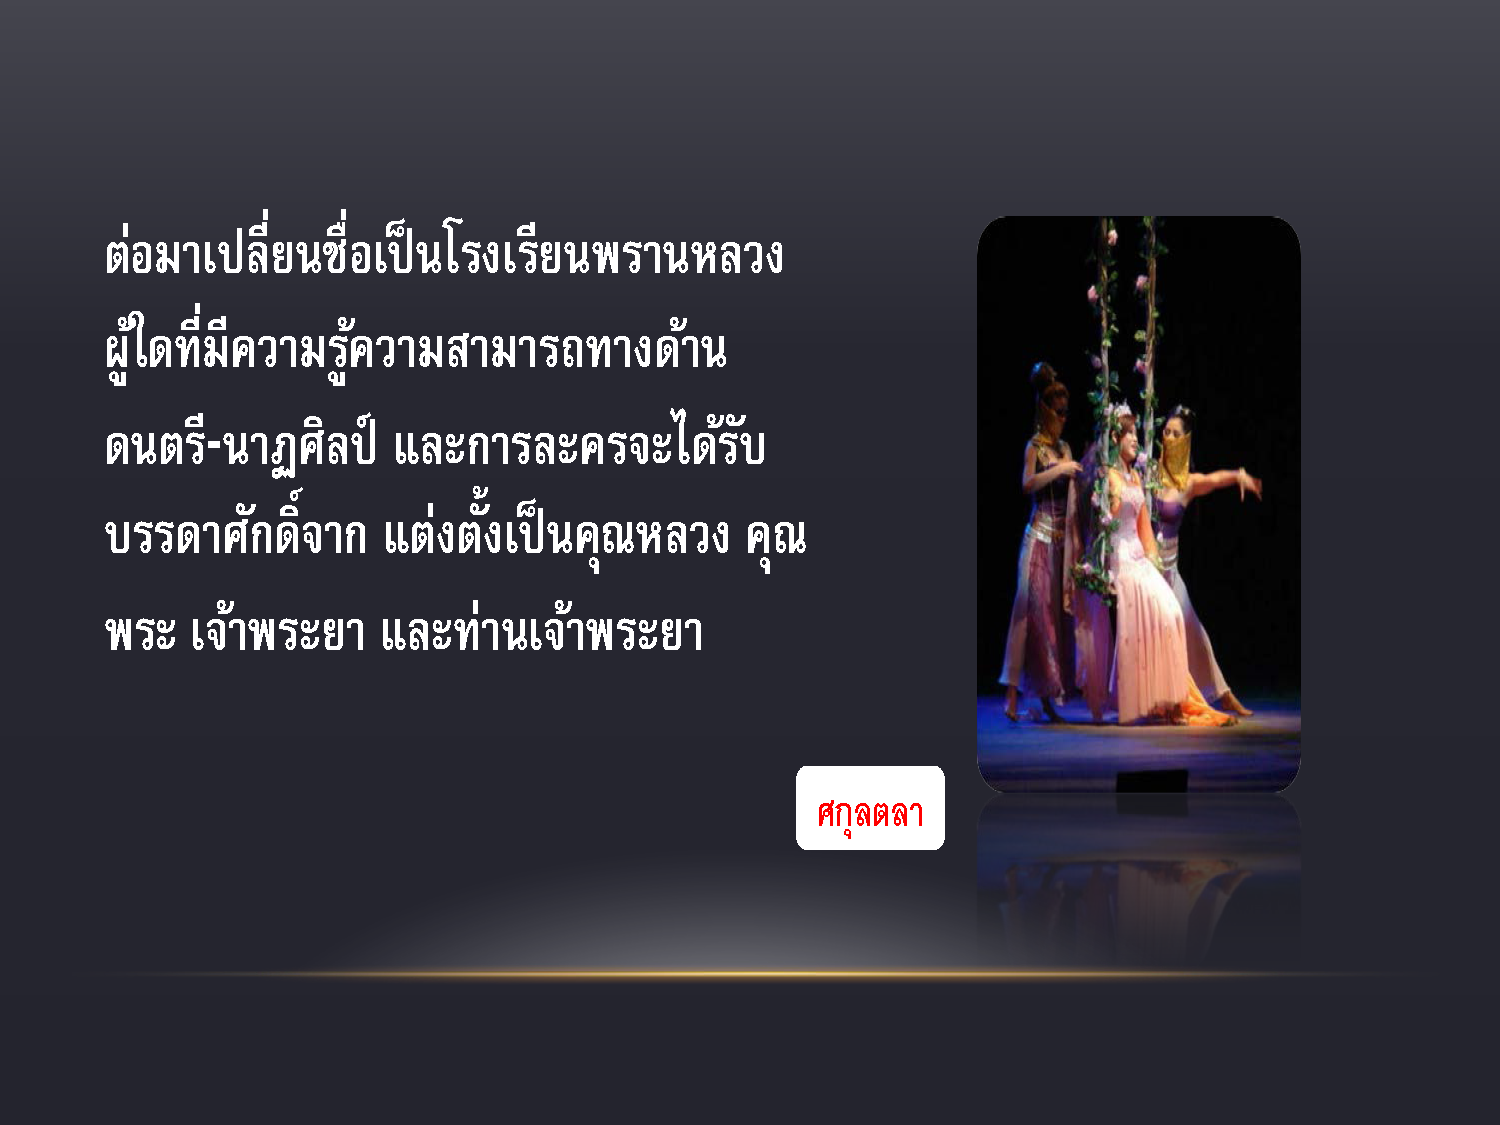 ต่อมาเปลี่ยนชื่อเป็นโรงเรียนพรานหลวง
ผู้ใดที่มีความรู้ความสามารถทางด้าน
ดนตรี-นาฏศิลป์ และการละครจะได้รับ
บรรดาศักดิ์จาก แต่งตั้งเป็นคุณหลวง คุณ
พระ เจ้าพระยา และท่านเจ้าพระยา
ศกุลตลา